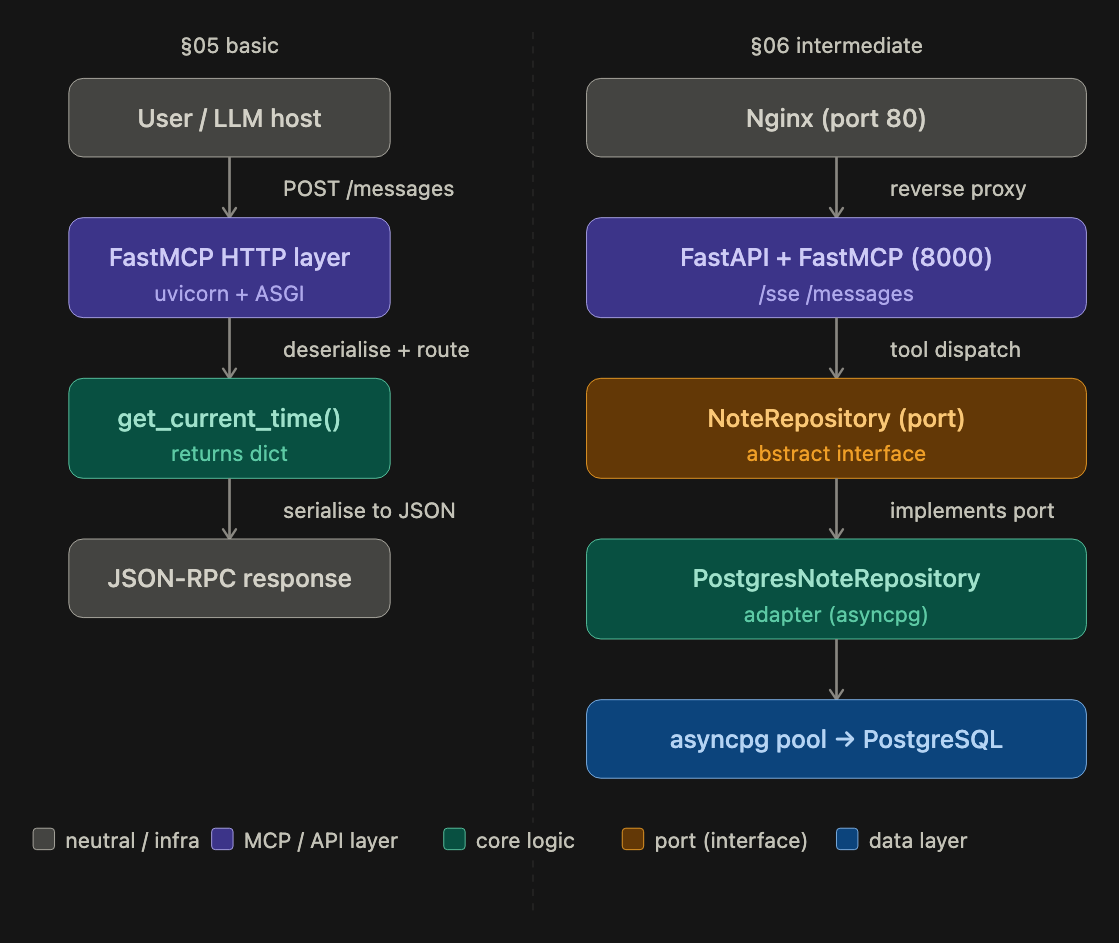 §05 basic
User / LLM host
POST /messages
FastMCP HTTP layer
uvicorn + ASGI
deserialise + route
get_current_time()
returns dict
serialise to JSON
JSON-RPC response
§06 intermediate
Nginx (port 80)
reverse proxy
FastAPI + FastMCP (8000)
/sse /messages
tool dispatch
NoteRepository (port)
abstract interface
implements port
PostgresNoteRepository
adapter (asyncpg)
asyncpg pool → PostgreSQL
neutral / infra
MCP / API layer
core logic
port (interface)
data layer